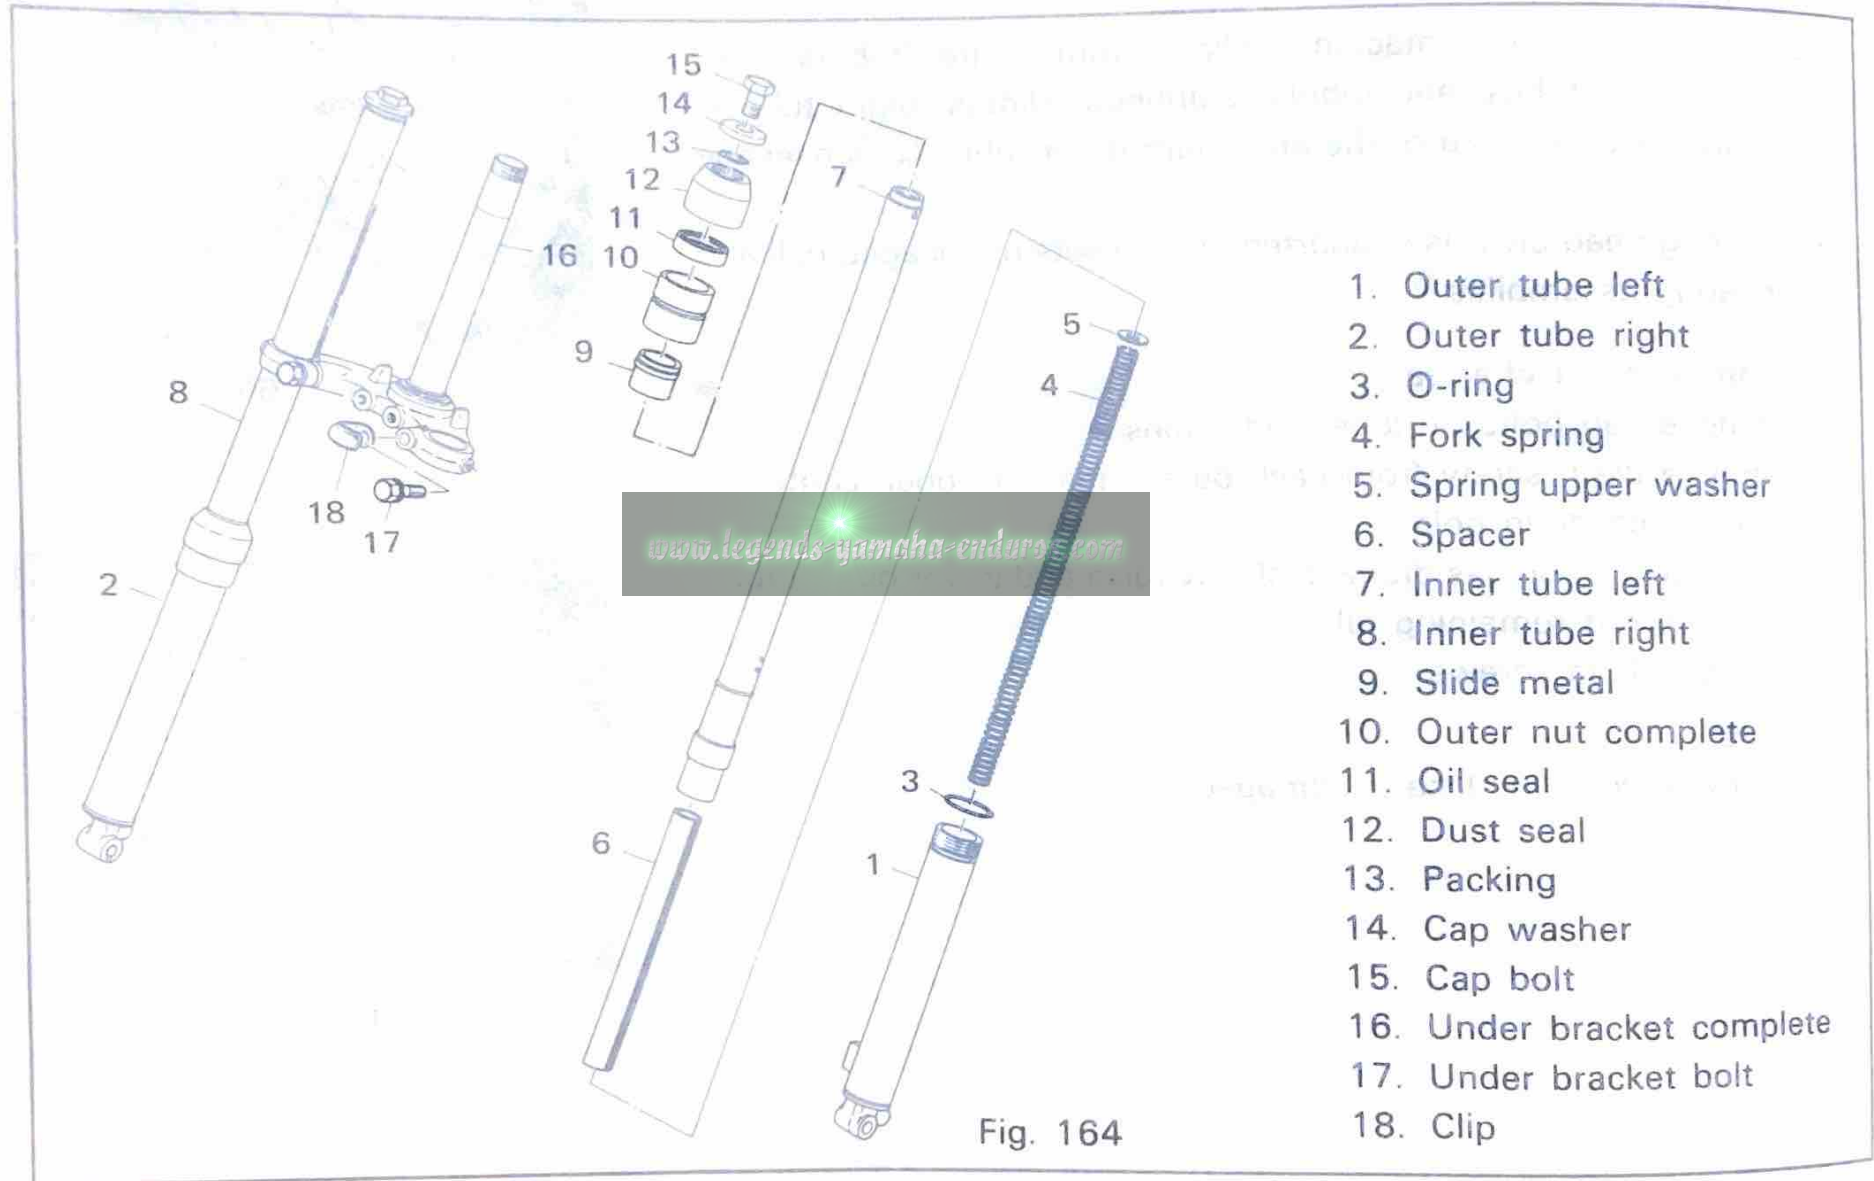 15
14
13
12
11
10
9
7
16
5
4
8
18
17
2
3
6
1
www.legends-yamaha-enduros.com
1. Outer tube left
2. Outer tube right
3. O-ring
4. Fork spring
5. Spring upper washer
6. Spacer
7. Inner tube left
8. Inner tube right
9. Slide metal
10. Outer nut complete
11. Oil seal
12. Dust seal
13. Packing
14. Cap washer
15. Cap bolt
16. Under bracket complete
17. Under bracket bolt
18. Clip
Fig. 164